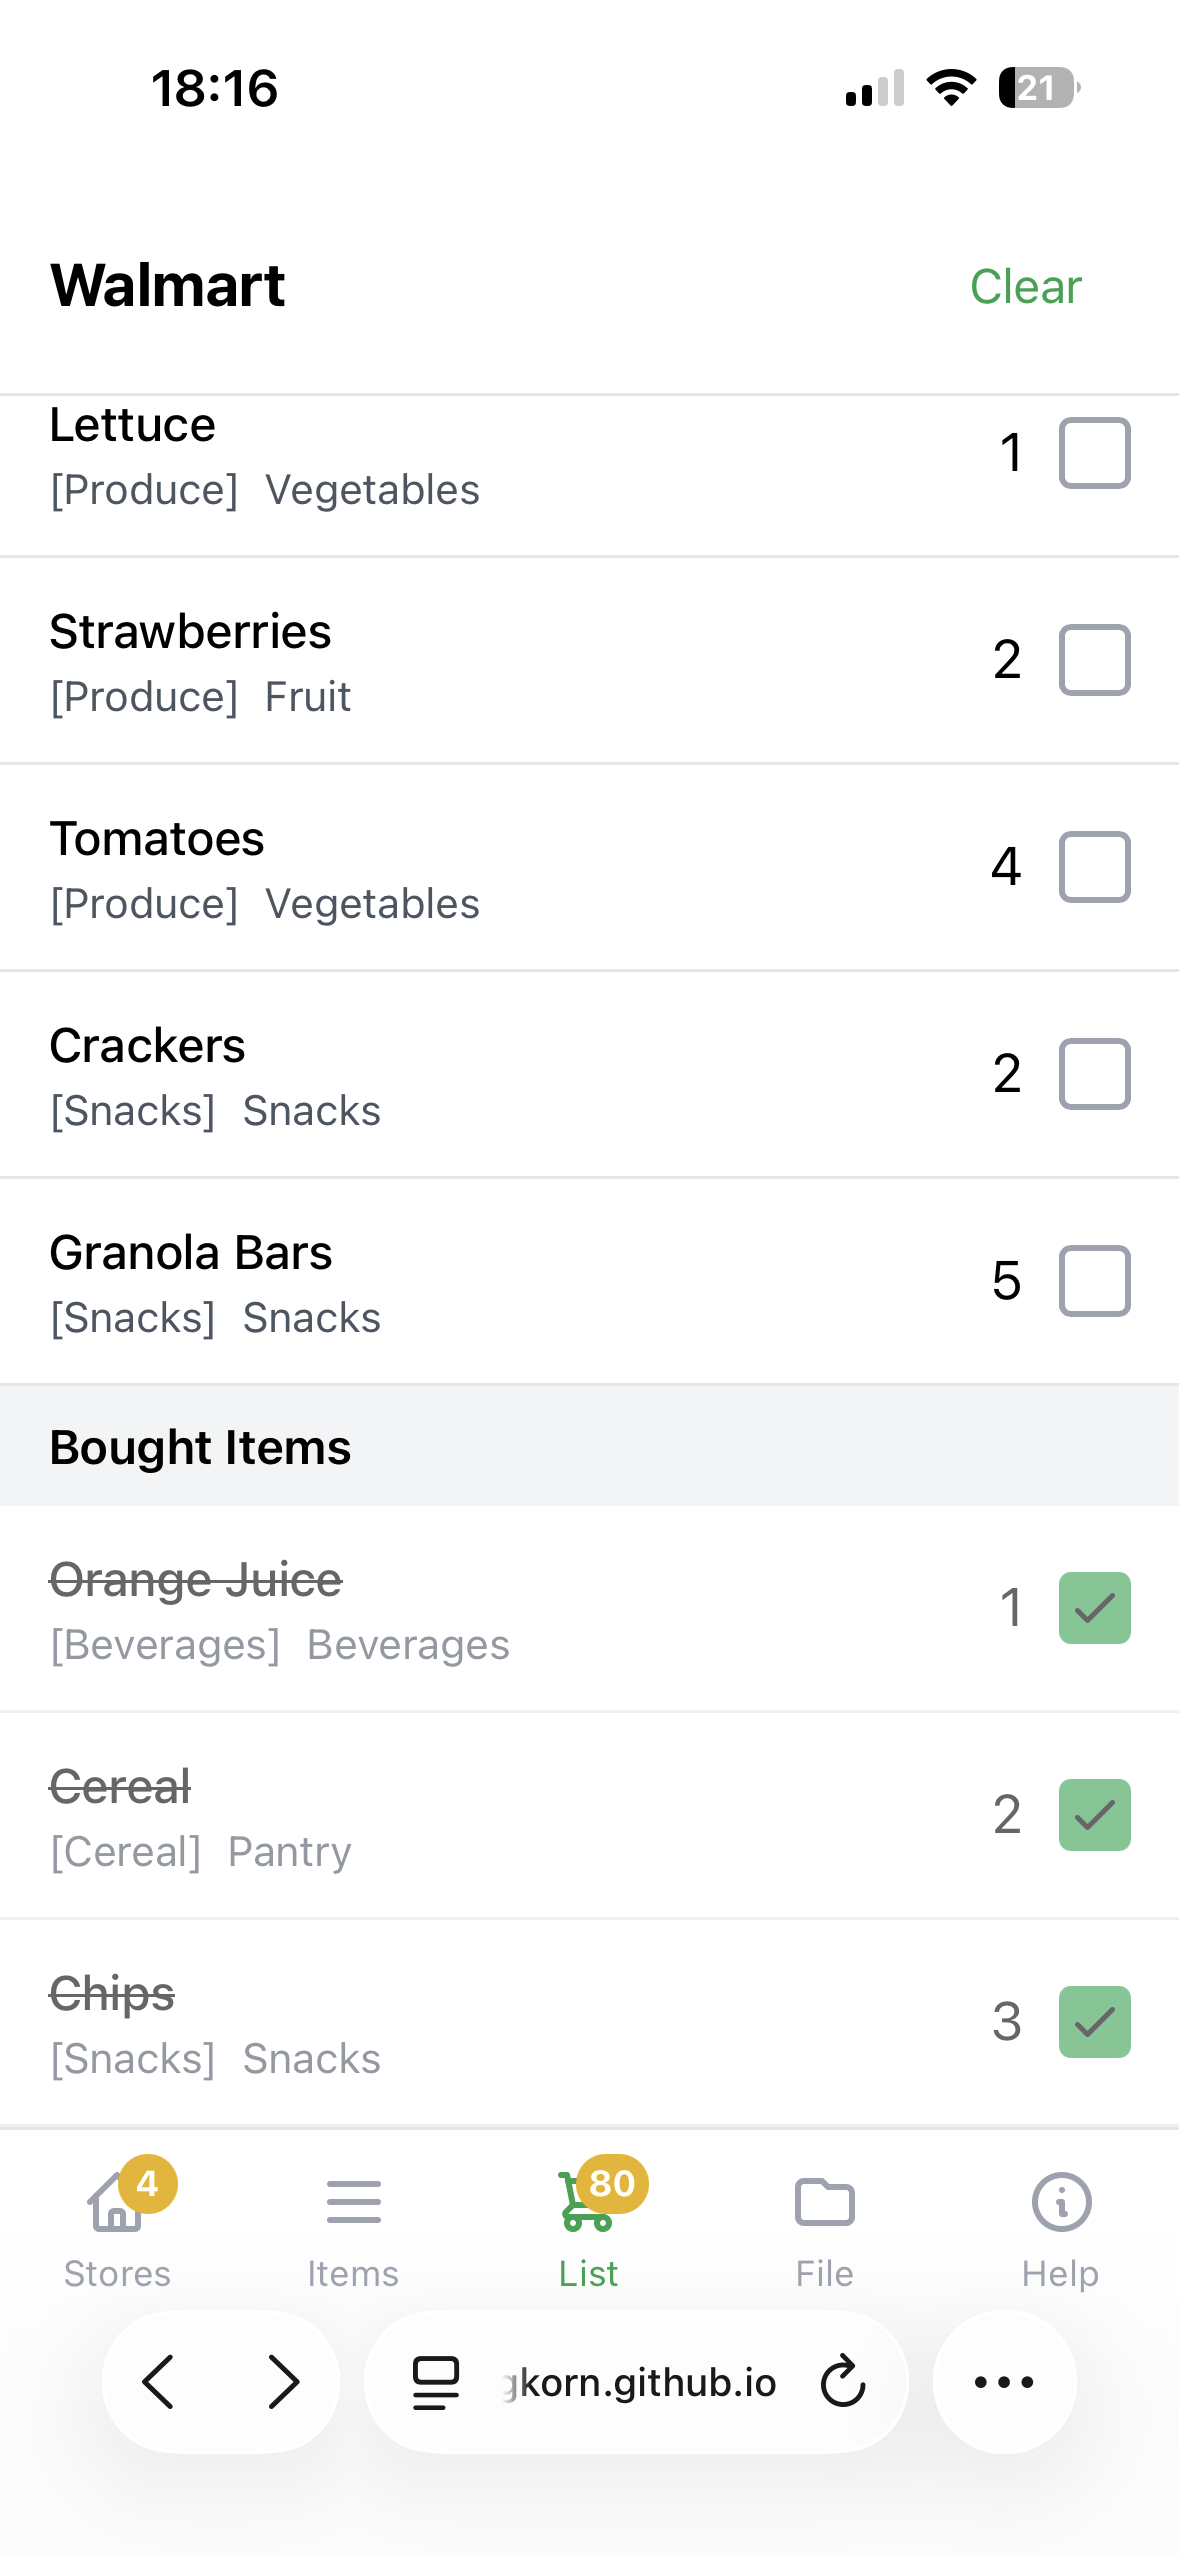 18:16
21
Walmart
Clear
Lettuce
1
[Produce] Vegetables
Strawberries
2
[Produce] Fruit
Tomatoes
4
[Produce] Vegetables
Crackers
2
[Snacks] Snacks
Granola Bars
5
[Snacks] Snacks
Bought Items
Orange Juice
1
[Beverages] Beverages
Cereal
2
[Cereal] Pantry
Chips
3
[Snacks] Snacks
4
80
Stores
Items
List
File
Help
gkorn.github.io